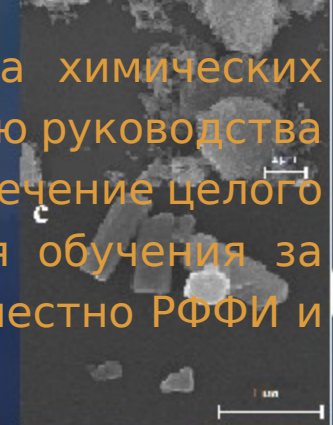 а химических
ю руководства
ечение целого
c
я обучения за
местно РФФИ и